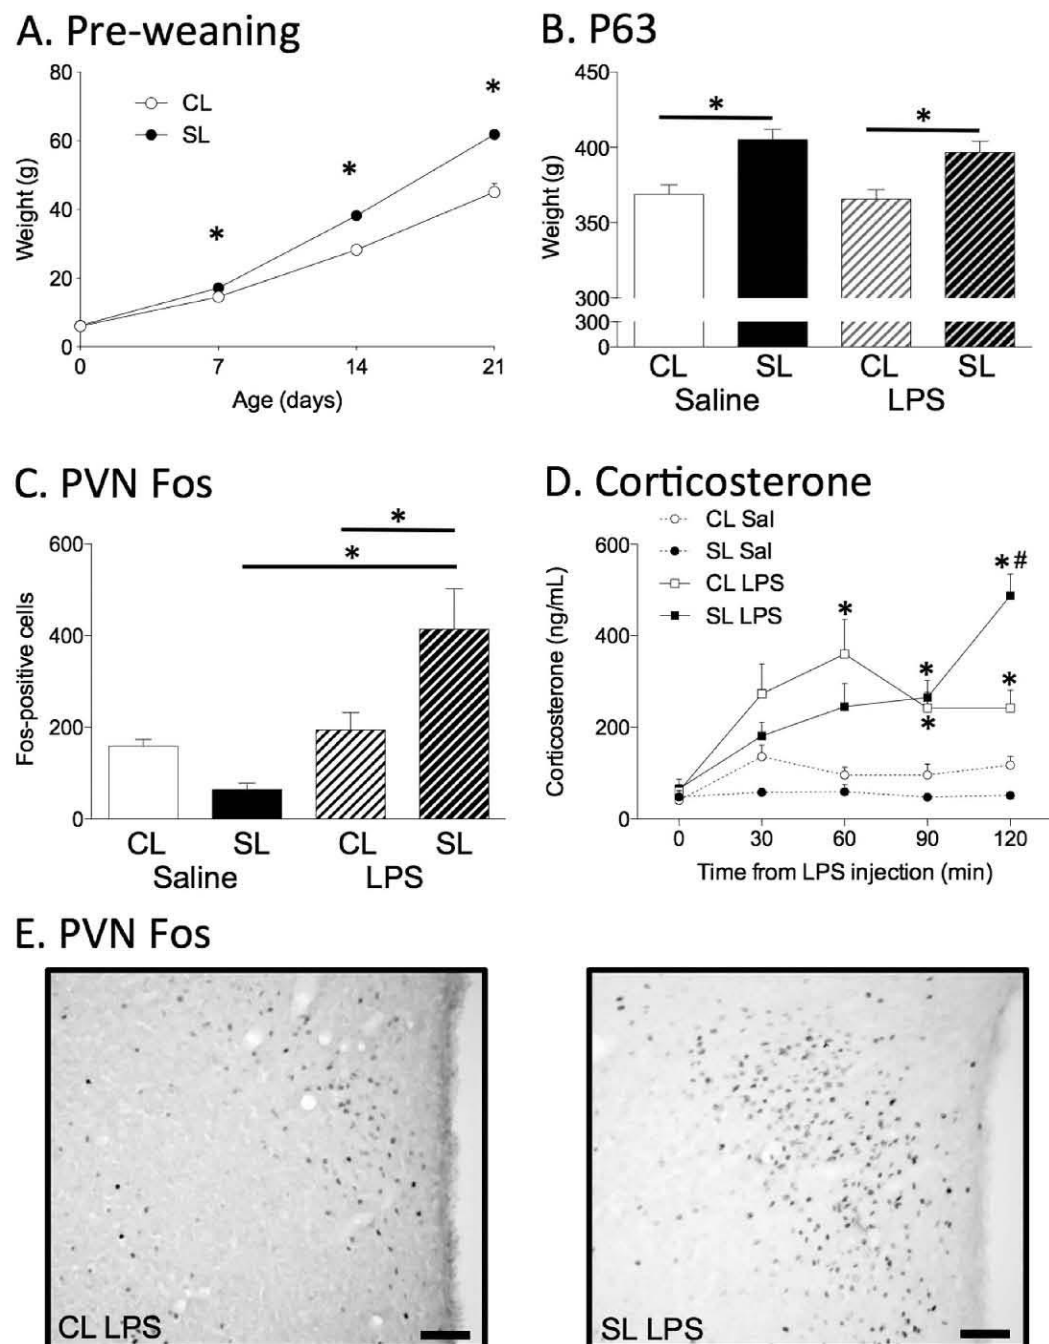 A. Pre-weaning
80
60
40
20
0
Weight (g)
CL
SL
*
*
*
0 7 14 21
Age (days)
B. P63
450
400
350
300
300
0
Weight (g)
*
*
CL SL CL SL
Saline LPS
C. PVN Fos
600
400
200
0
Fos-positive cells
*
*
CL SL CL SL
Saline LPS
D. Corticosterone
CL Sal
SL Sal
CL LPS
SL LPS
600
400
200
0
Corticosterone (ng/mL)
*
*
*
*#
*
0 30 60 90 120
Time from LPS injection (min)
E. PVN Fos
CL LPS
SL LPS